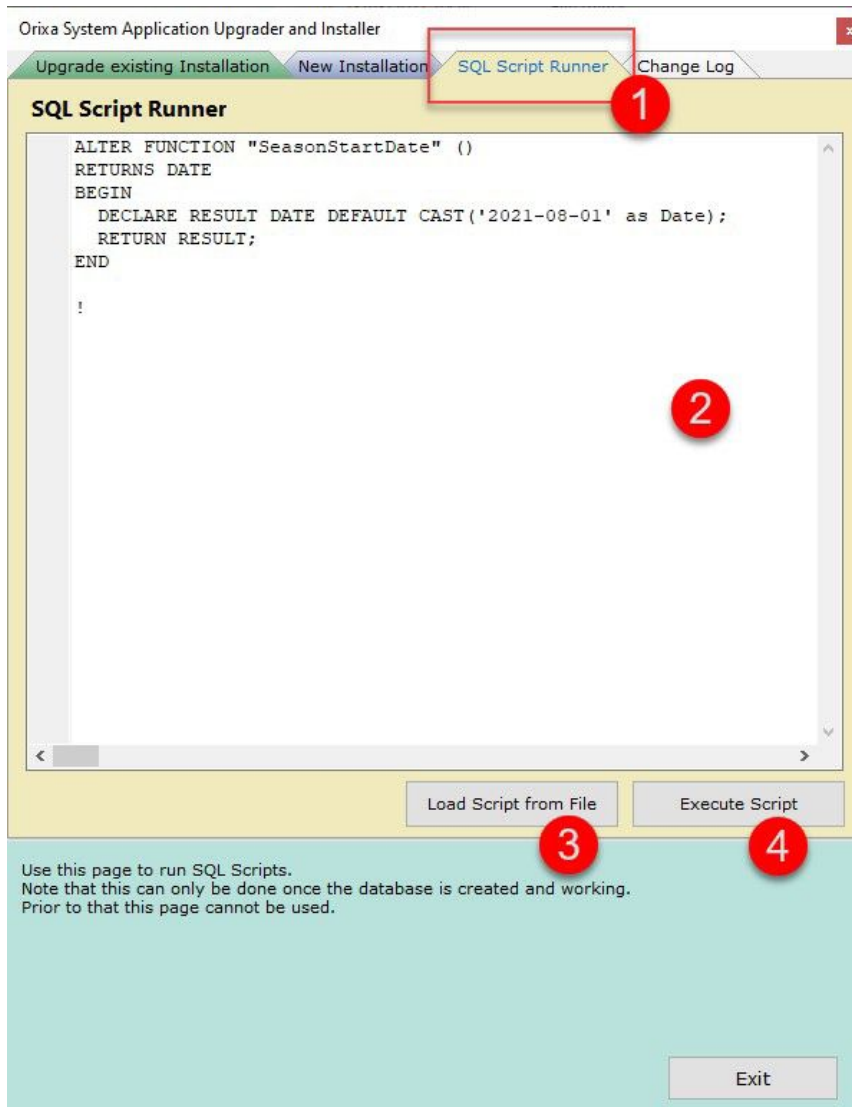 Orixa System Application Upgrader and Installer
x
Upgrade existing Installation New Installation SQL Script Runner Change Log
1
SQL Script Runner
ALTER FUNCTION "SeasonStartDate" ()
RETURNS DATE
BEGIN
  DECLARE RESULT DATE DEFAULT CAST('2021-08-01' as Date);
  RETURN RESULT;
END
!
2
Load Script from File Execute Script
3 4
Use this page to run SQL Scripts.
Note that this can only be done once the database is created and working.
Prior to that this page cannot be used.
Exit